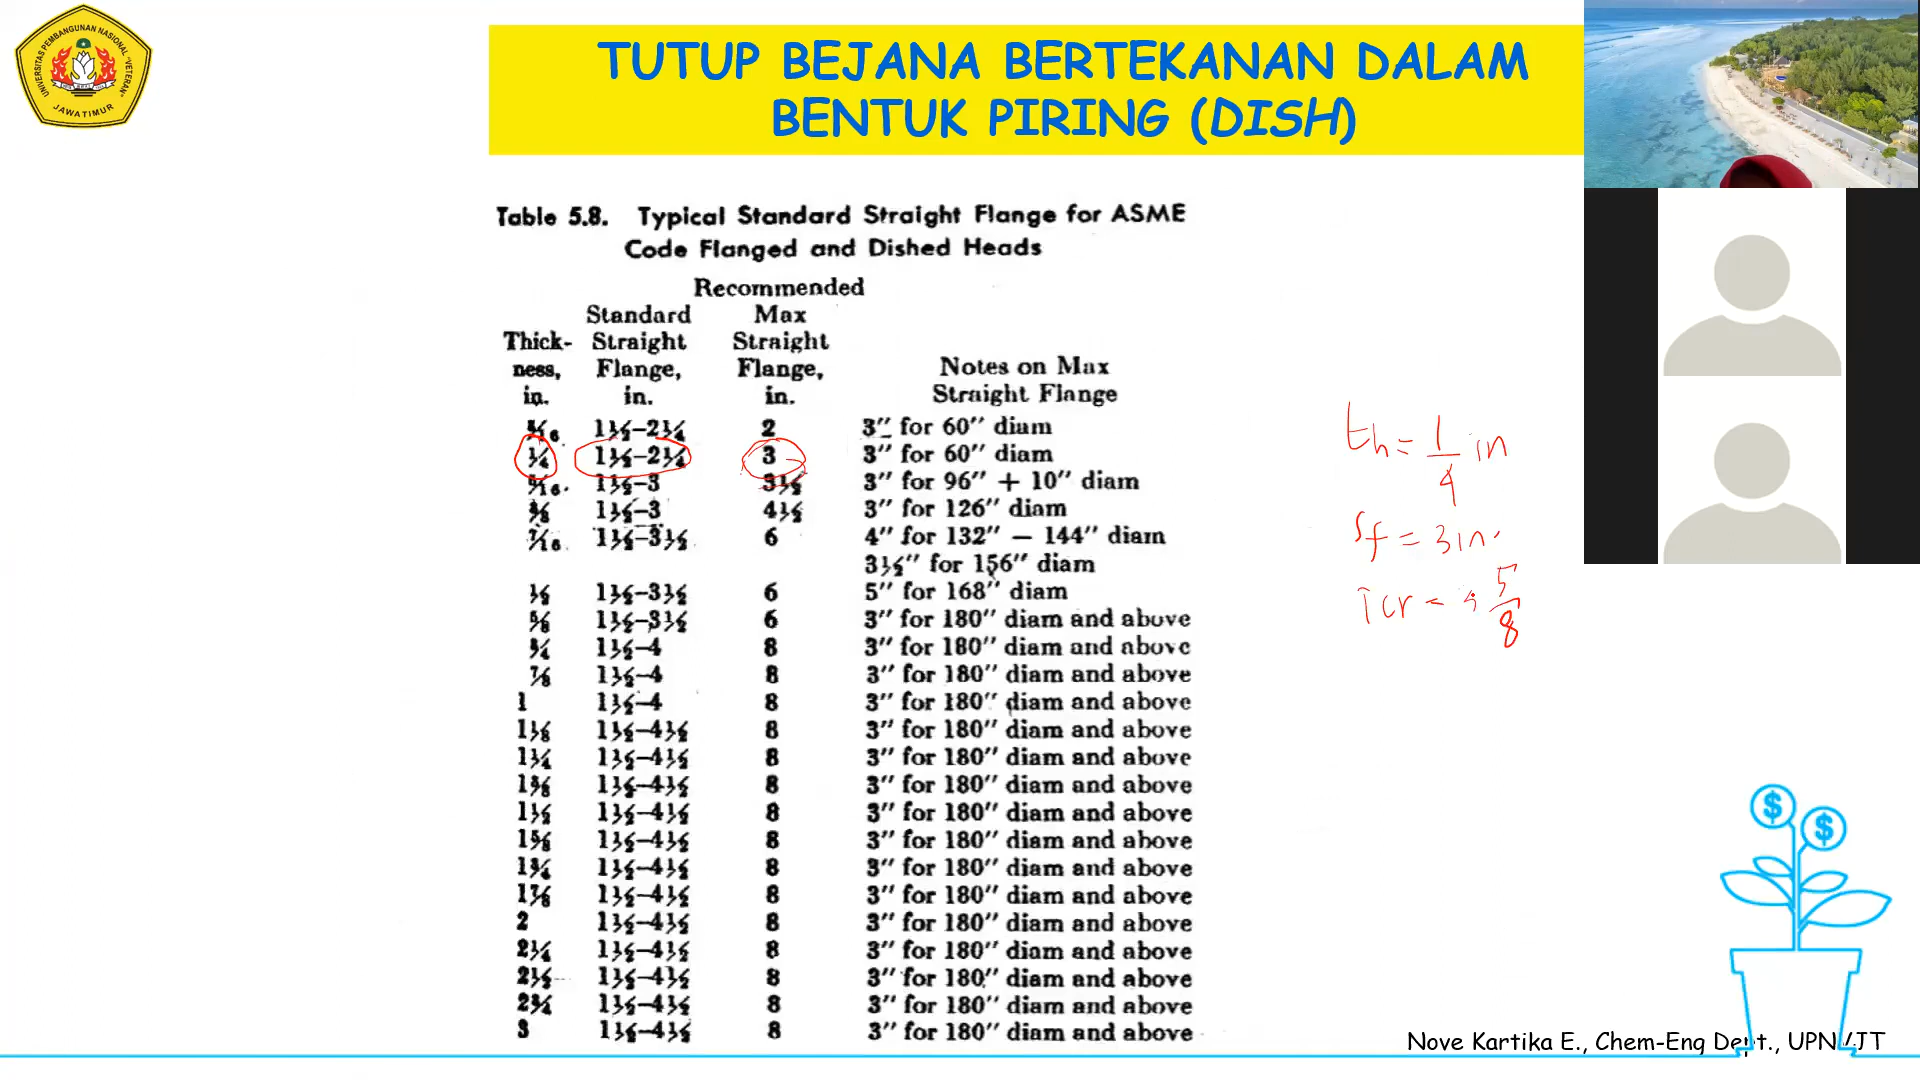 UNIVERSITAS PEMBANGUNAN NASIONAL "VETERAN"
JAWA TIMUR
TUTUP BEJANA BERTEKANAN DALAM
BENTUK PIRING (DISH)
Table 5.8. Typical Standard Straight Flange for ASME
Code Flanged and Dished Heads
Recommended
Standard Max
Thick- Straight Straight
ness, Flange, Flange, Notes on Max
in. in. in. Straight Flange
3/16 1½–2¼ 2 3″ for 60″ diam
¼ 1½–2¼ 3 3″ for 60″ diam
5/16 1½–3 3½ 3″ for 96″ + 10″ diam
⅜ 1½–3 4½ 3″ for 126″ diam
7/16 1½–3½ 6 4″ for 132″ – 144″ diam
3½″ for 156″ diam
½ 1½–3½ 6 5″ for 168″ diam
⅝ 1½–3½ 6 3″ for 180″ diam and above
¾ 1½–4 8 3″ for 180″ diam and above
⅞ 1½–4 8 3″ for 180″ diam and above
1 1½–4 8 3″ for 180″ diam and above
1⅛ 1½–4½ 8 3″ for 180″ diam and above
1¼ 1½–4½ 8 3″ for 180″ diam and above
1⅜ 1½–4½ 8 3″ for 180″ diam and above
1½ 1½–4½ 8 3″ for 180″ diam and above
1⅝ 1½–4½ 8 3″ for 180″ diam and above
1¾ 1½–4½ 8 3″ for 180″ diam and above
1⅞ 1½–4½ 8 3″ for 180″ diam and above
2 1½–4½ 8 3″ for 180″ diam and above
2¼ 1½–4½ 8 3″ for 180″ diam and above
2½ 1½–4½ 8 3″ for 180″ diam and above
2¾ 1½–4½ 8 3″ for 180″ diam and above
3 1½–4½ 8 3″ for 180″ diam and above
th = 1/4 in
sf = 3 in.
icr = 5/8
$ $
Nove Kartika E., Chem-Eng Dept., UPNVJT